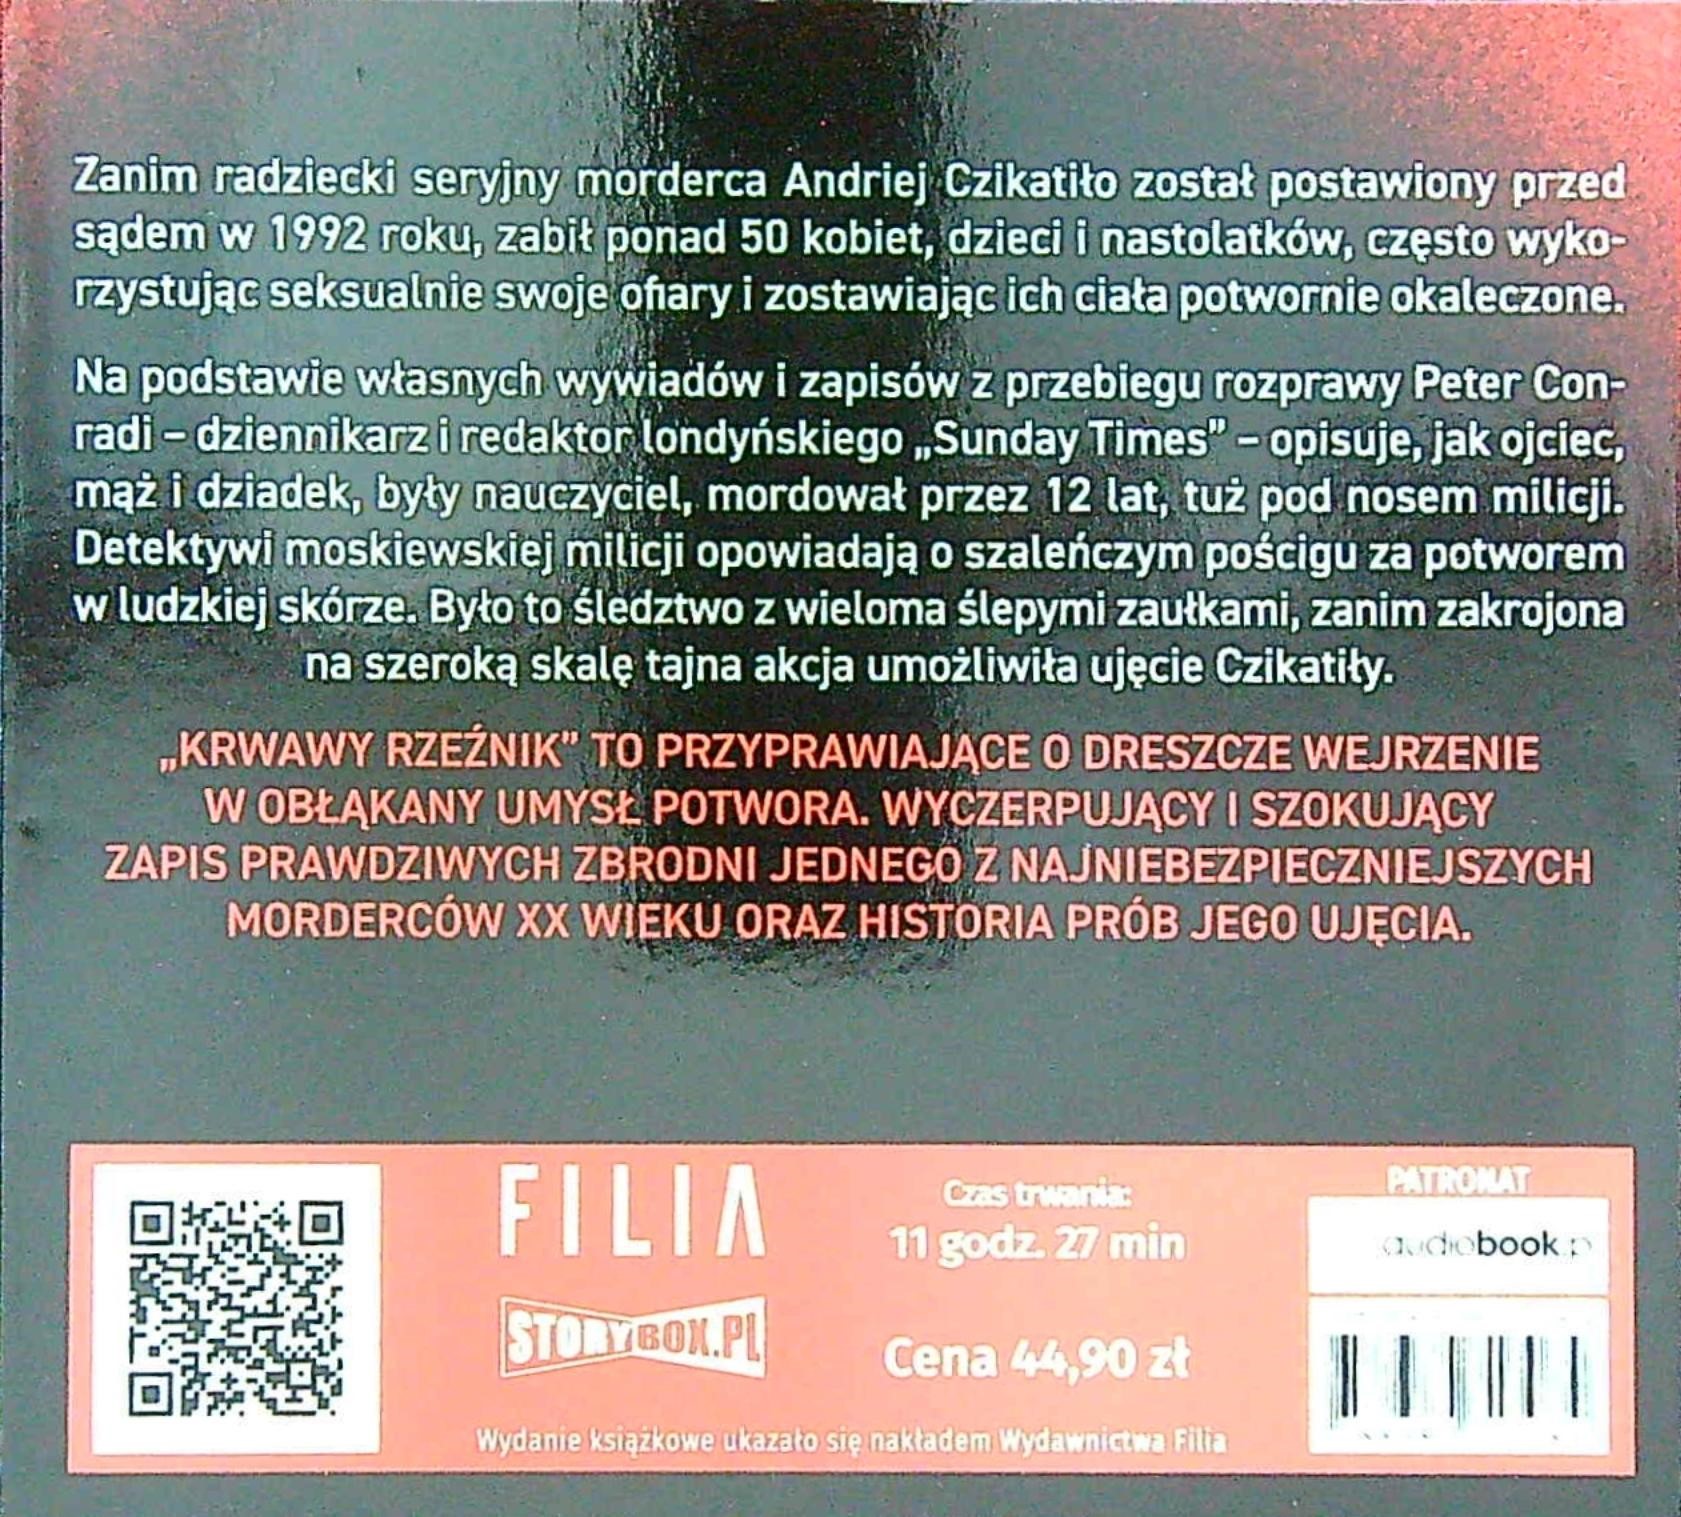 Zanim radziecki seryjny morderca Andriej Czikatiło został postawiony przed
sądem w 1992 roku, zabił ponad 50 kobiet, dzieci i nastolatków, często wyko-
rzystując seksualnie swoje ofiary i zostawiając ich ciała potwornie okaleczone.
Na podstawie własnych wywiadów i zapisów z przebiegu rozprawy Peter Con-
radi – dziennikarz i redaktor londyńskiego „Sunday Times” – opisuje, jak ojciec,
mąż i dziadek, były nauczyciel, mordował przez 12 lat, tuż pod nosem milicji.
Detektywi moskiewskiej milicji opowiadają o szaleńczym pościgu za potworem
w ludzkiej skórze. Było to śledztwo z wieloma ślepymi zaułkami, zanim zakrojona
na szeroką skalę tajna akcja umożliwiła ujęcie Czikatiły.
„KRWAWY RZEŹNIK” TO PRZYPRAWIAJĄCE O DRESZCZE WEJRZENIE
W OBŁĄKANY UMYSŁ POTWORA. WYCZERPUJĄCY I SZOKUJĄCY
ZAPIS PRAWDZIWYCH ZBRODNI JEDNEGO Z NAJNIEBEZPIECZNIEJSZYCH
MORDERCÓW XX WIEKU ORAZ HISTORIA PRÓB JEGO UJĘCIA.
FILIA
STORYBOX.PL
Czas trwania:
11 godz. 27 min
Cena 44,90 zł
Wydanie książkowe ukazało się nakładem Wydawnictwa Filia
PATRONAT
audiobook.p